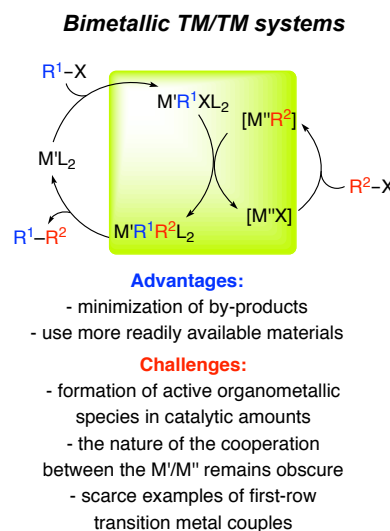 Bimetallic TM/TM systems
R¹–X
M'R¹XL₂
[M''R²]
M'L₂
R²–X
[M''X]
M'R¹R²L₂
R¹–R²
Advantages:
- minimization of by-products
- use more readily available materials
Challenges:
- formation of active organometallic
species in catalytic amounts
- the nature of the cooperation
between the M'/M'' remains obscure
- scarce examples of first-row
transition metal couples